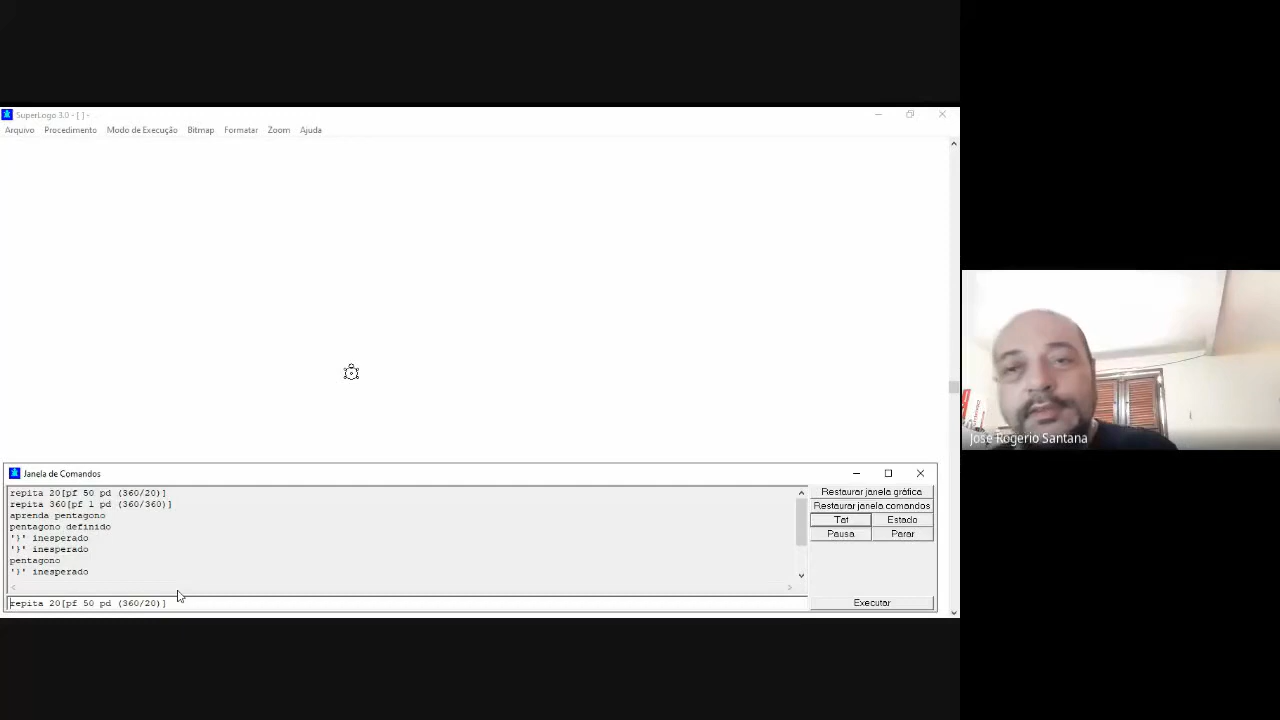 SuperLogo 3.0 - [ ] -
Arquivo Procedimento Modo de Execução Bitmap Formatar Zoom Ajuda
Janela de Comandos
repita 20[pf 50 pd (360/20)]
repita 360[pf 1 pd (360/360)]
aprenda pentagono
pentagono definido
'}' inesperado
'}' inesperado
pentagono
'}' inesperado
repita 20[pf 50 pd (360/20)]
Restaurar janela gráfica
Restaurar janela comandos
Tat Estado
Pausa Parar
Executar
José Rogério Santana